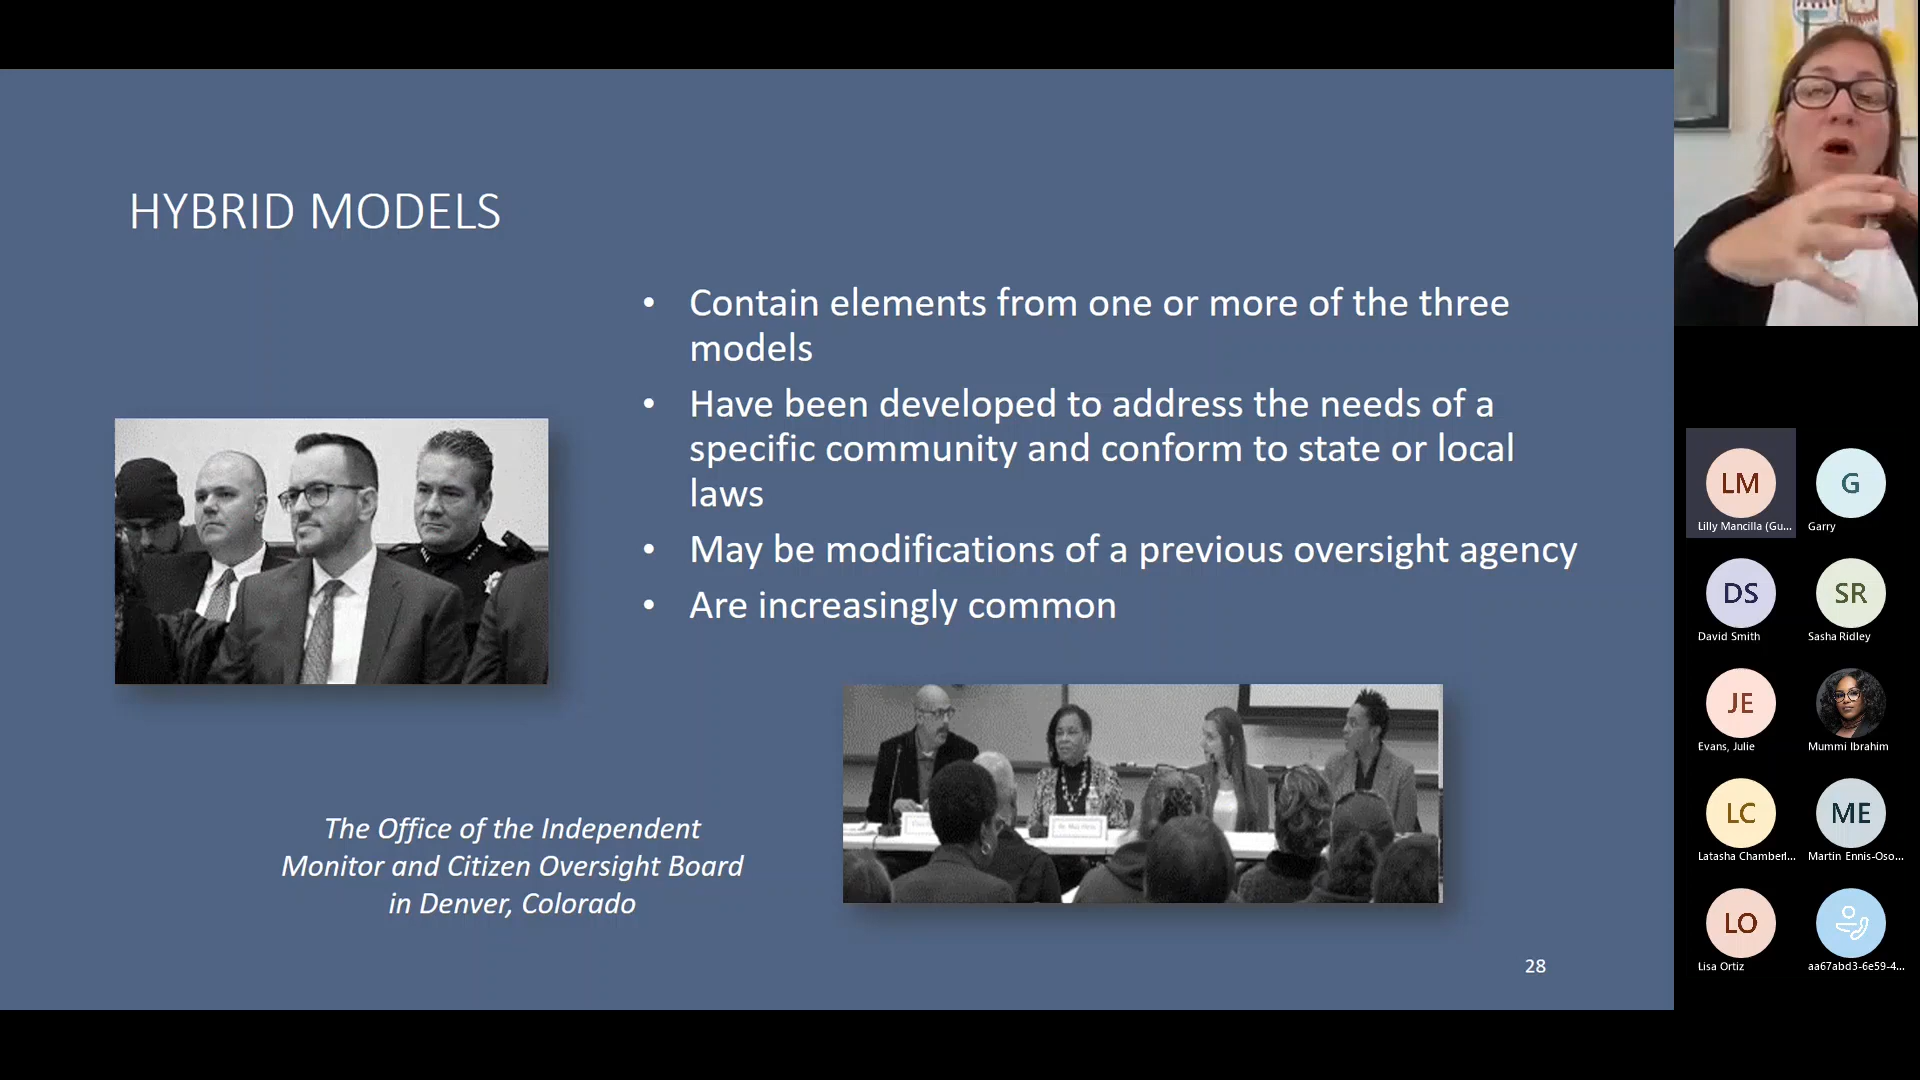 HYBRID MODELS
• Contain elements from one or more of the three
models
• Have been developed to address the needs of a
specific community and conform to state or local
laws
• May be modifications of a previous oversight agency
• Are increasingly common
The Office of the Independent
Monitor and Citizen Oversight Board
in Denver, Colorado
28
LM
Lilly Mancilla (Gu...
G
Garry
DS
David Smith
SR
Sasha Ridley
JE
Evans, Julie
Mummi Ibrahim
LC
Latasha Chamberl...
ME
Martin Ennis-Oso...
LO
Lisa Ortiz
aa67abd3-6e59-4...